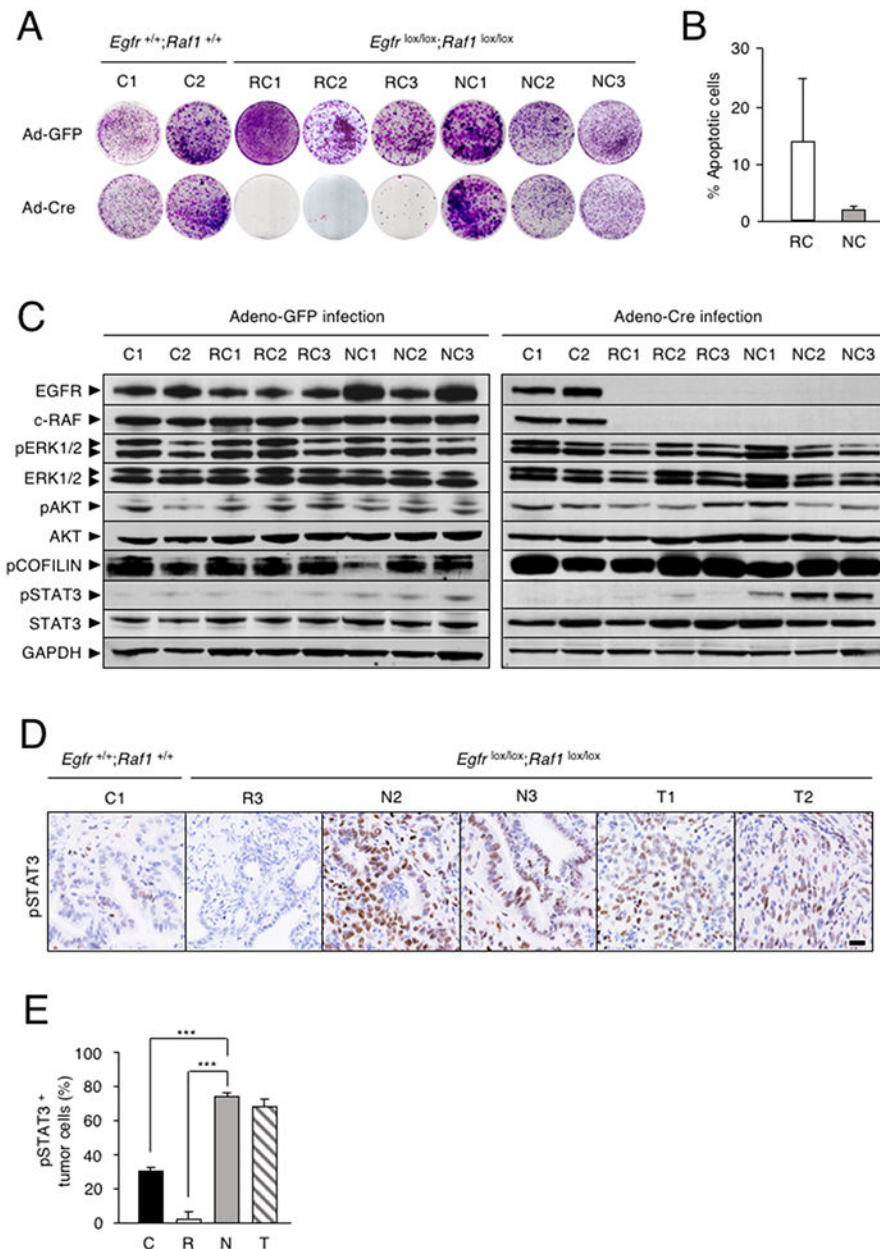 A
Egfr +/+;Raf1 +/+
Egfr lox/lox;Raf1 lox/lox
C1 C2 RC1 RC2 RC3 NC1 NC2 NC3
Ad-GFP
Ad-Cre
B
% Apoptotic cells
30
20
10
0
RC NC
C
Adeno-GFP infection
Adeno-Cre infection
C1 C2 RC1 RC2 RC3 NC1 NC2 NC3
C1 C2 RC1 RC2 RC3 NC1 NC2 NC3
EGFR
c-RAF
pERK1/2
ERK1/2
pAKT
AKT
pCOFILIN
pSTAT3
STAT3
GAPDH
D
Egfr +/+;Raf1 +/+
Egfr lox/lox;Raf1 lox/lox
C1 R3 N2 N3 T1 T2
pSTAT3
E
pSTAT3 +
tumor cells (%)
100
80
60
40
20
0
***
***
C R N T